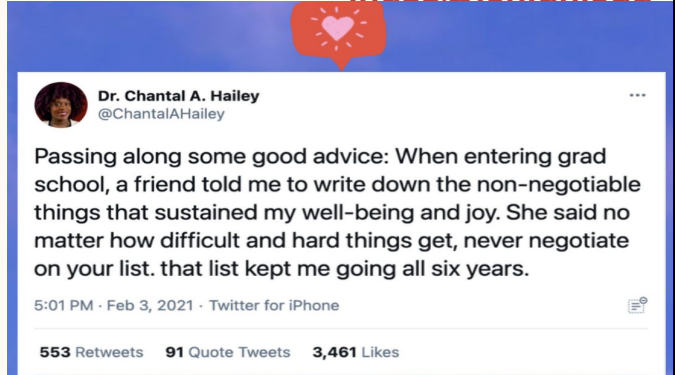 Dr. Chantal A. Hailey
@ChantalAHailey
Passing along some good advice: When entering grad
school, a friend told me to write down the non-negotiable
things that sustained my well-being and joy. She said no
matter how difficult and hard things get, never negotiate
on your list. that list kept me going all six years.
5:01 PM · Feb 3, 2021 · Twitter for iPhone
553 Retweets 91 Quote Tweets 3,461 Likes